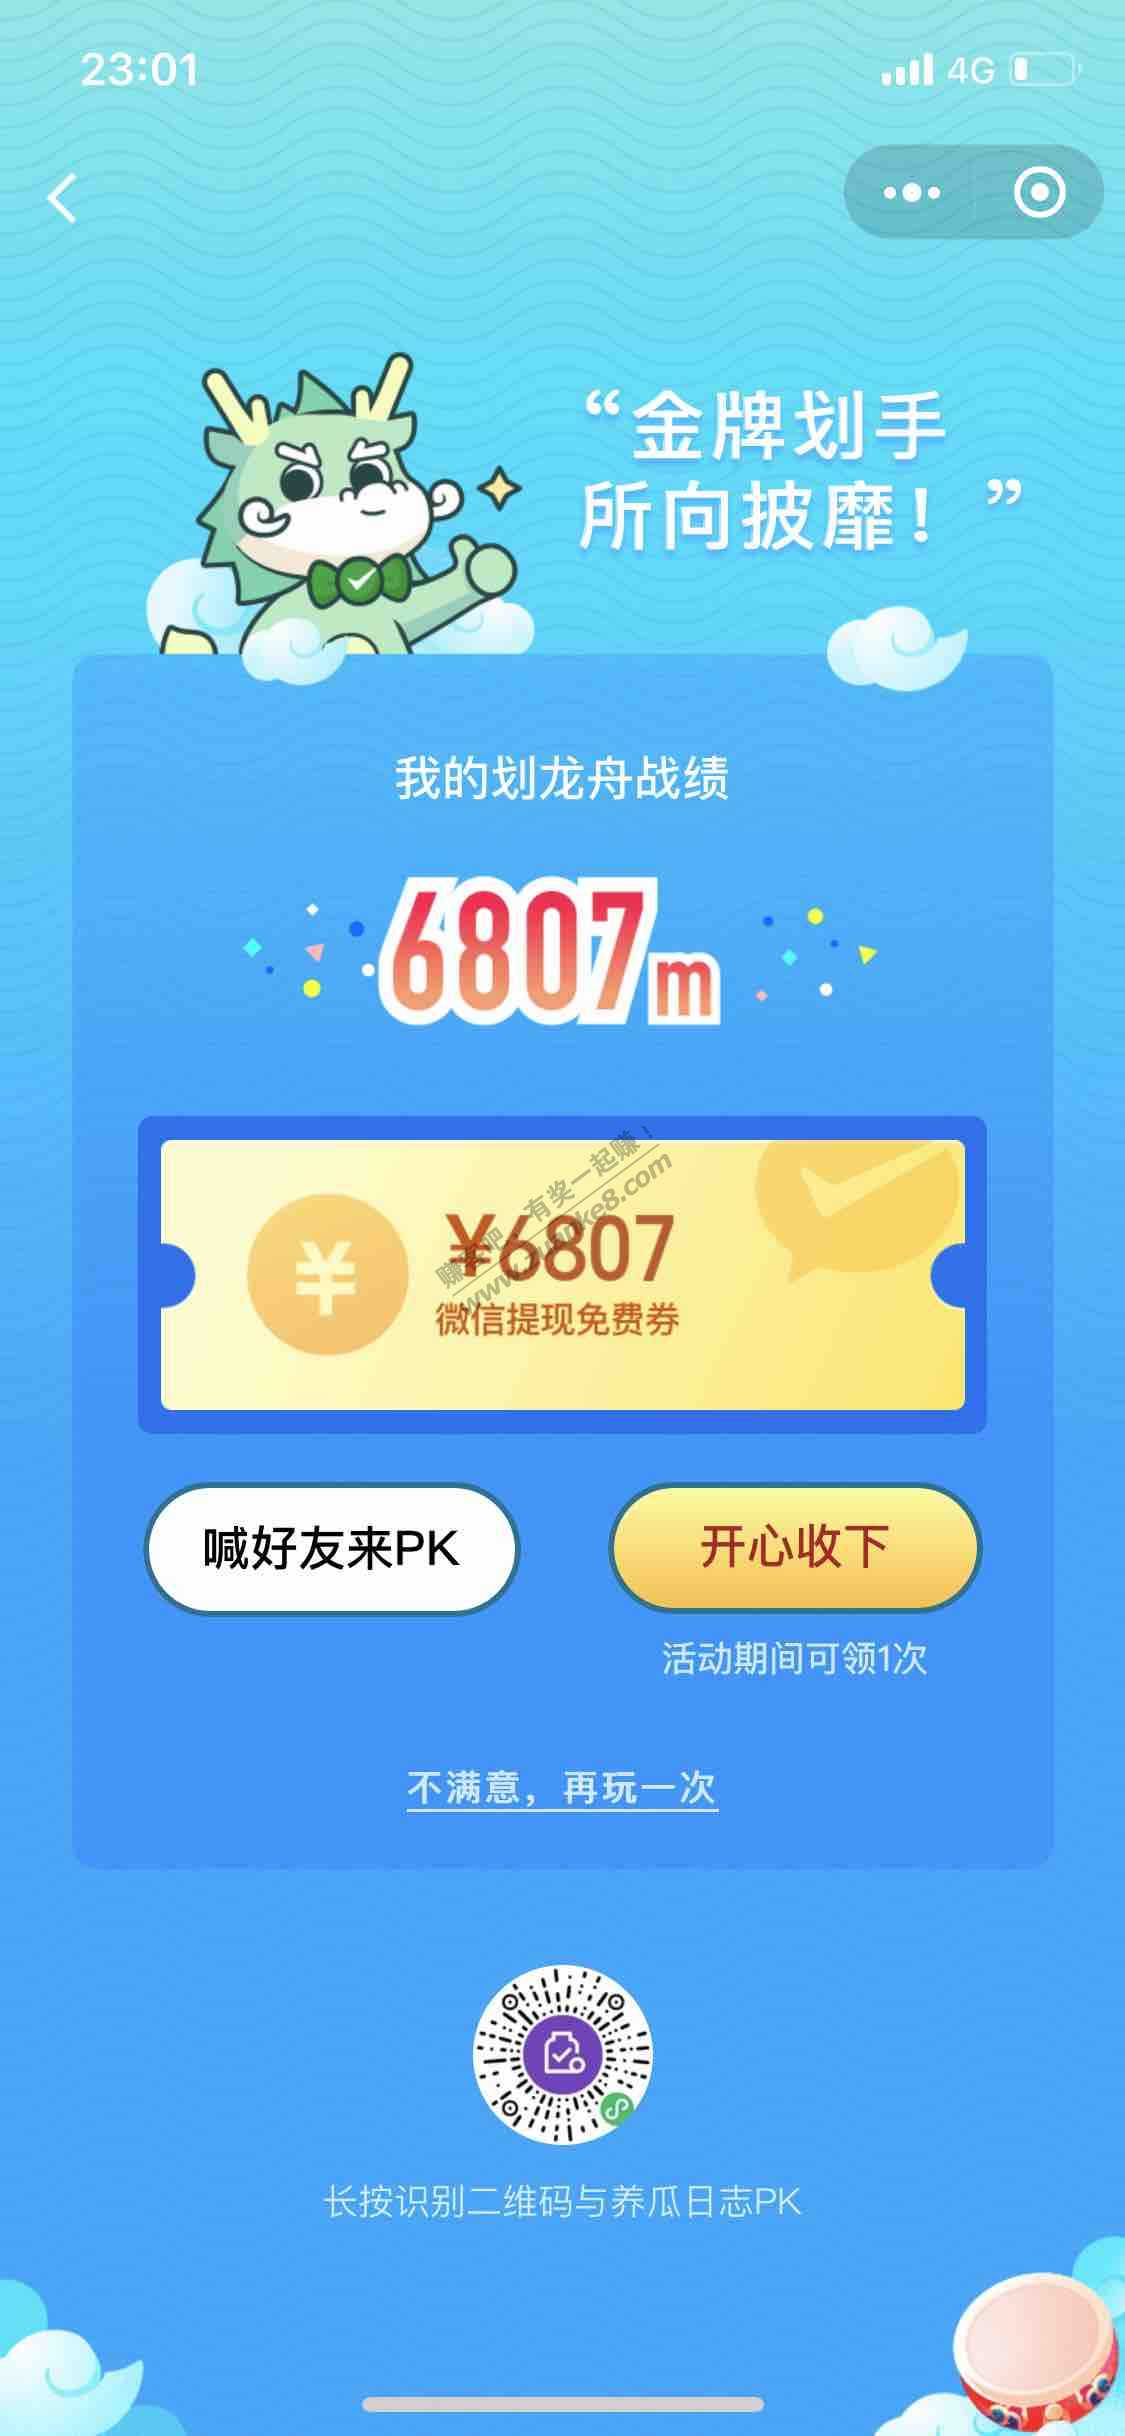 23:01
4G
“金牌划手
所向披靡！”
我的划龙舟战绩
6807m
赚客吧，有奖一起赚！
www.zuanke8.com
¥
¥6807
微信提现免费券
喊好友来PK
开心收下
活动期间可领1次
不满意，再玩一次
长按识别二维码与养瓜日志PK